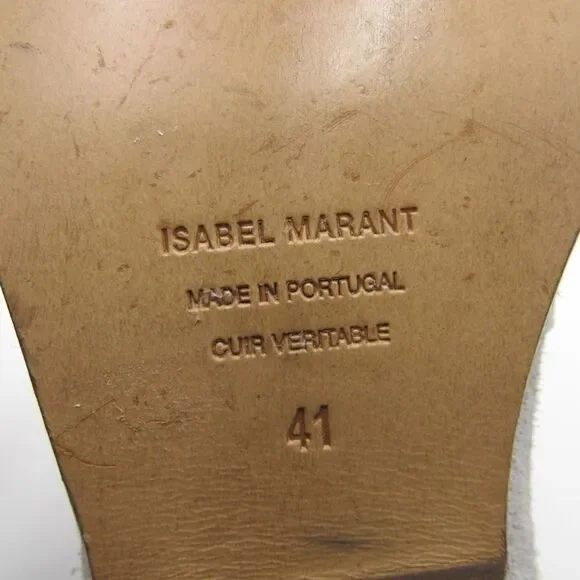 ISABEL MARANT
MADE IN PORTUGAL
CUIR VERITABLE
41